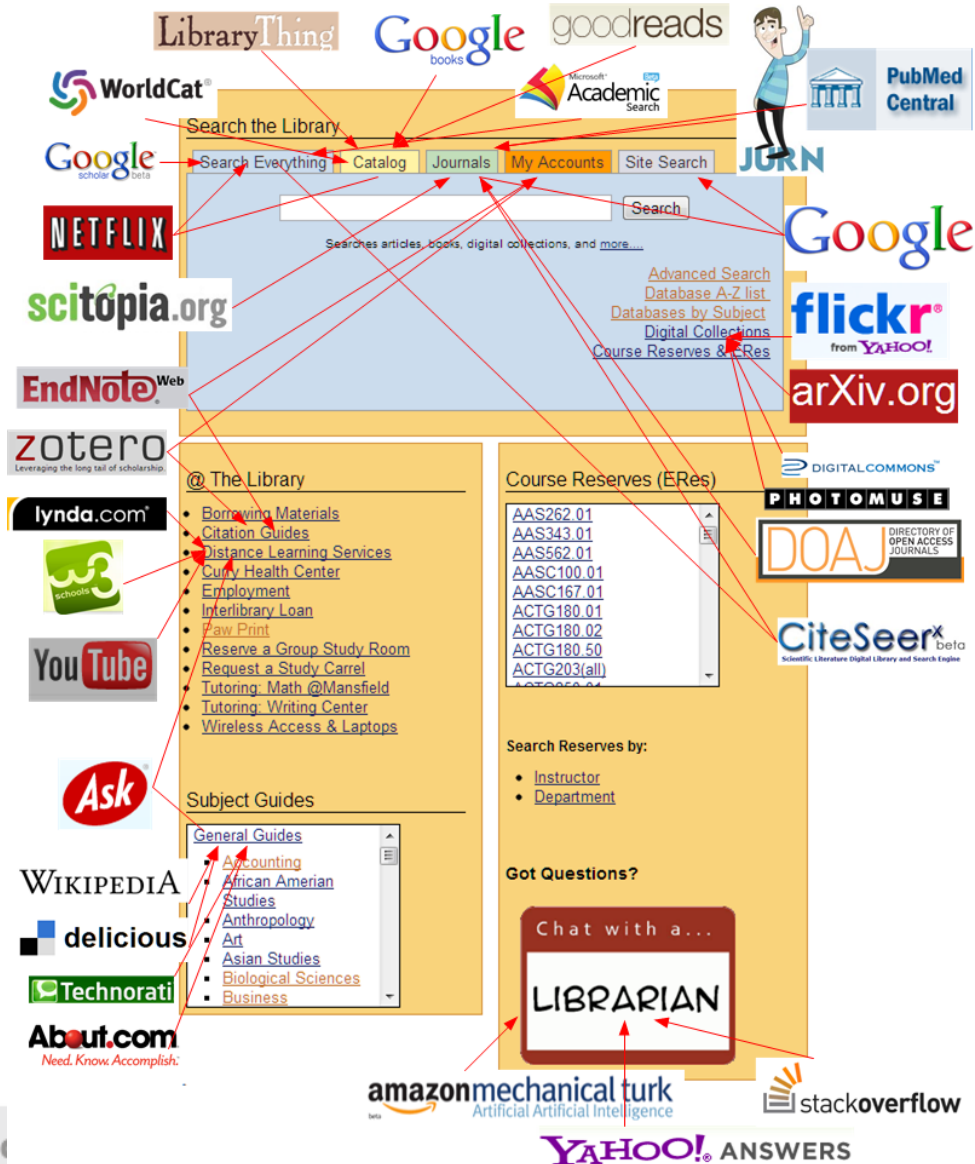 LibraryThing
Google
books
goodreads
WorldCat®
Microsoft® Beta
Academic
Search
PubMed
Central
JURN
Google
scholar beta
NETFLIX
scitopia.org
EndNote Web
zotero
Leveraging the long tail of scholarship.
lynda.com®
w3
schools
YouTube
Ask
WIKIPEDIA
delicious
Technorati
About.com
Need. Know. Accomplish.
Search the Library
Search Everything Catalog Journals My Accounts Site Search
Search
Searches articles, books, digital collections, and more....
Advanced Search
Database A-Z list
Databases by Subject
Digital Collections
Course Reserves & ERes
Google
flickr®
from YAHOO!
arXiv.org
DIGITALCOMMONS™
PHOTOMUSE
DOAJ DIRECTORY OF
OPEN ACCESS
JOURNALS
CiteSeerx beta
Scientific Literature Digital Library and Search Engine
@ The Library
Borrowing Materials
Citation Guides
Distance Learning Services
Curry Health Center
Employment
Interlibrary Loan
Paw Print
Reserve a Group Study Room
Request a Study Carrel
Tutoring: Math @Mansfield
Tutoring: Writing Center
Wireless Access & Laptops
Subject Guides
General Guides
Accounting
African Amerian
Studies
Anthropology
Art
Asian Studies
Biological Sciences
Business
Course Reserves (ERes)
AAS262.01
AAS343.01
AAS562.01
AASC100.01
AASC167.01
ACTG180.01
ACTG180.02
ACTG180.50
ACTG203(all)
Search Reserves by:
Instructor
Department
Got Questions?
Chat with a...
LIBRARIAN
amazonmechanical turk
beta Artificial Artificial Intelligence
stackoverflow
YAHOO! ANSWERS